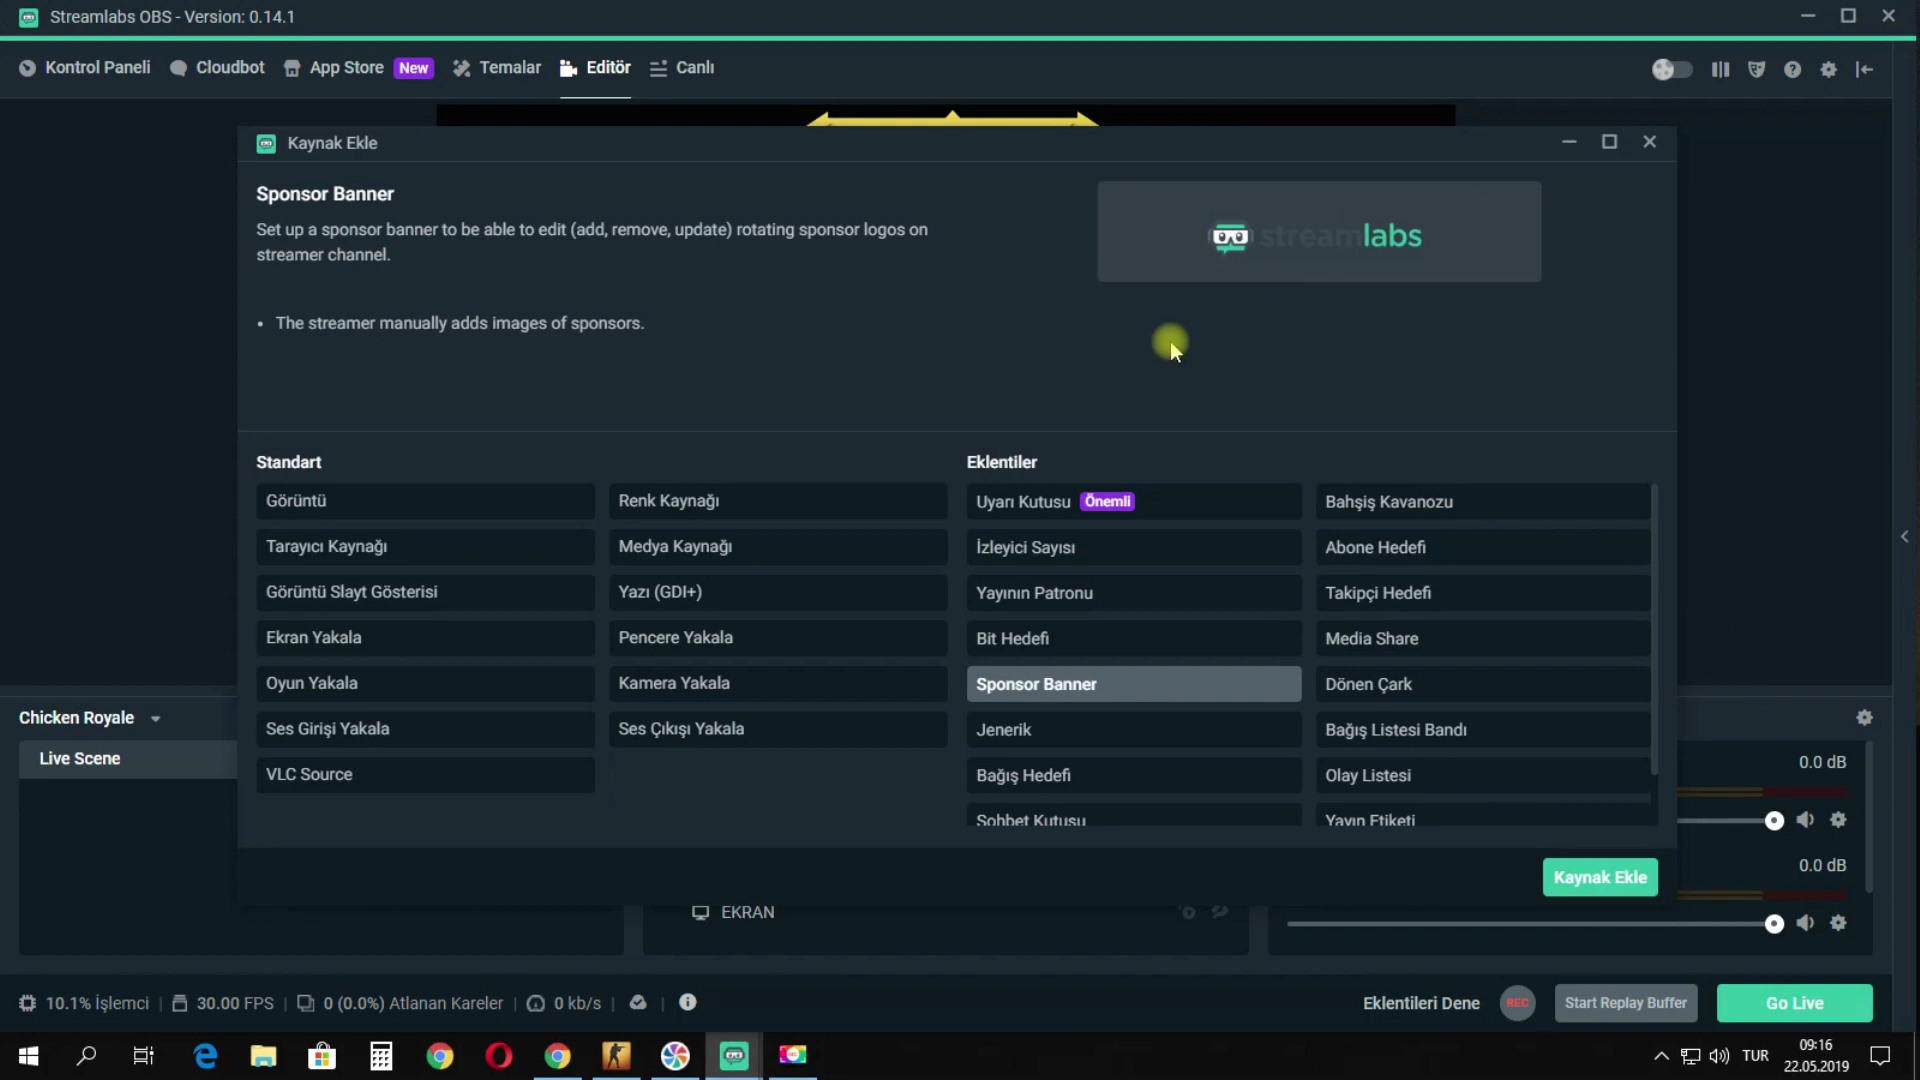 Streamlabs OBS - Version: 0.14.1
Kontrol Paneli
Cloudbot
App Store New
Temalar
Editör
Canlı
Kaynak Ekle
Sponsor Banner
Set up a sponsor banner to be able to edit (add, remove, update) rotating sponsor logos on
streamer channel.
• The streamer manually adds images of sponsors.
streamlabs
Standart
Görüntü
Renk Kaynağı
Tarayıcı Kaynağı
Medya Kaynağı
Görüntü Slayt Gösterisi
Yazı (GDI+)
Ekran Yakala
Pencere Yakala
Oyun Yakala
Kamera Yakala
Ses Girişi Yakala
Ses Çıkışı Yakala
VLC Source
Eklentiler
Uyarı Kutusu Önemli
Bahşiş Kavanozu
İzleyici Sayısı
Abone Hedefi
Yayının Patronu
Takipçi Hedefi
Bit Hedefi
Media Share
Sponsor Banner
Dönen Çark
Jenerik
Bağış Listesi Bandı
Bağış Hedefi
Olay Listesi
Sohbet Kutusu
Yayın Etiketi
Kaynak Ekle
Chicken Royale
Live Scene
EKRAN
0.0 dB
0.0 dB
10.1% İşlemci
30.00 FPS
0 (0.0%) Atlanan Kareler
0 kb/s
Eklentileri Dene
REC
Start Replay Buffer
Go Live
TUR
09:16
22.05.2019